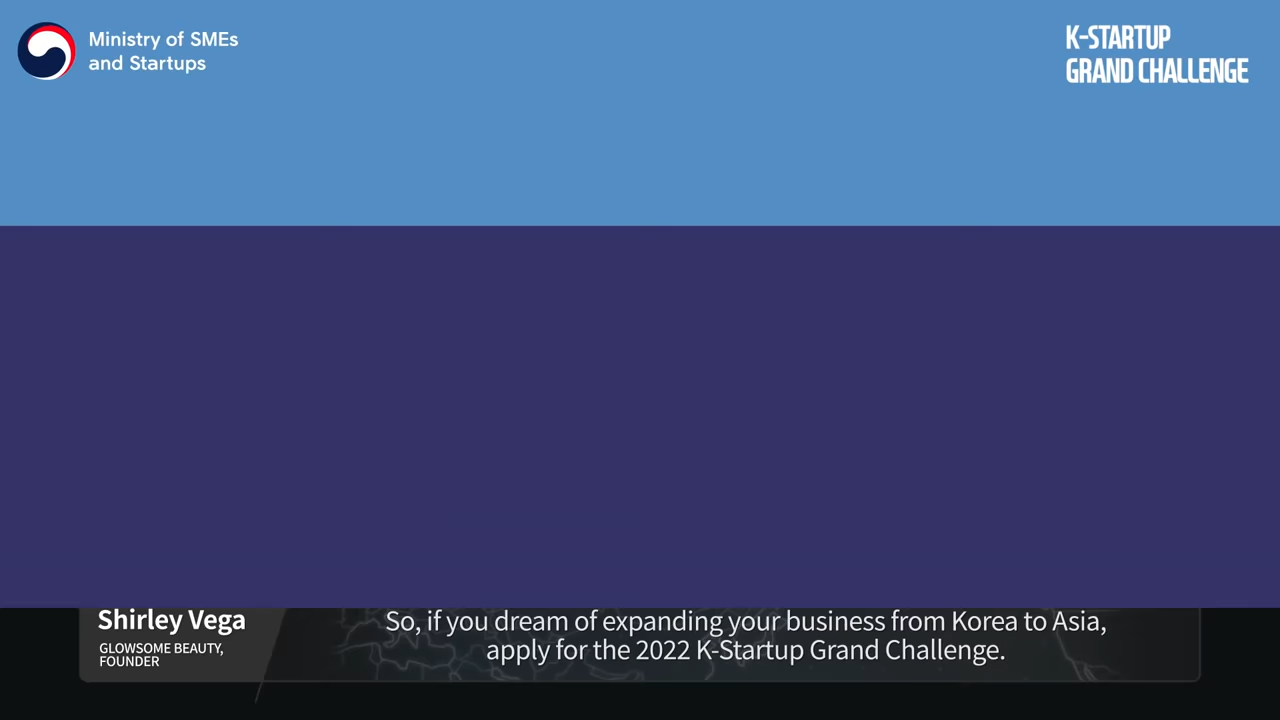 Ministry of SMEs
and Startups
K-STARTUP
GRAND CHALLENGE
Shirley Vega
GLOWSOME BEAUTY,
FOUNDER
So, if you dream of expanding your business from Korea to Asia,
apply for the 2022 K-Startup Grand Challenge.